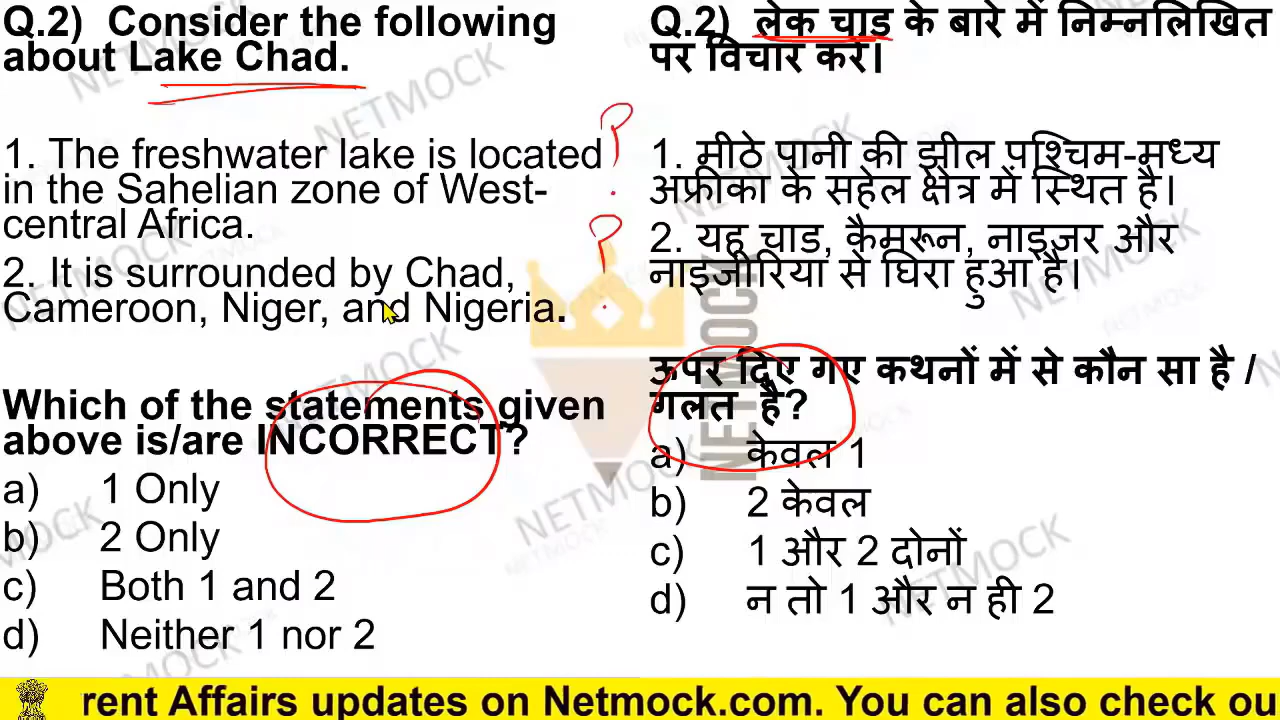 Q.2) Consider the following
about Lake Chad.
1. The freshwater lake is located
in the Sahelian zone of West-
central Africa.
2. It is surrounded by Chad,
Cameroon, Niger, and Nigeria.
Which of the statements given
above is/are INCORRECT?
a) 1 Only
b) 2 Only
c) Both 1 and 2
d) Neither 1 nor 2
Q.2) लेक चाड के बारे में निम्नलिखित
पर विचार करें।
1. मीठे पानी की झील पश्चिम-मध्य
अफ्रीका के सहेल क्षेत्र में स्थित है।
2. यह चाड, कैमरून, नाइजर और
नाइजीरिया से घिरा हुआ है।
ऊपर दिए गए कथनों में से कौन सा है /
गलत है?
a) केवल 1
b) 2 केवल
c) 1 और 2 दोनों
d) न तो 1 और न ही 2
NETMOCK
rent Affairs updates on Netmock.com. You can also check ou